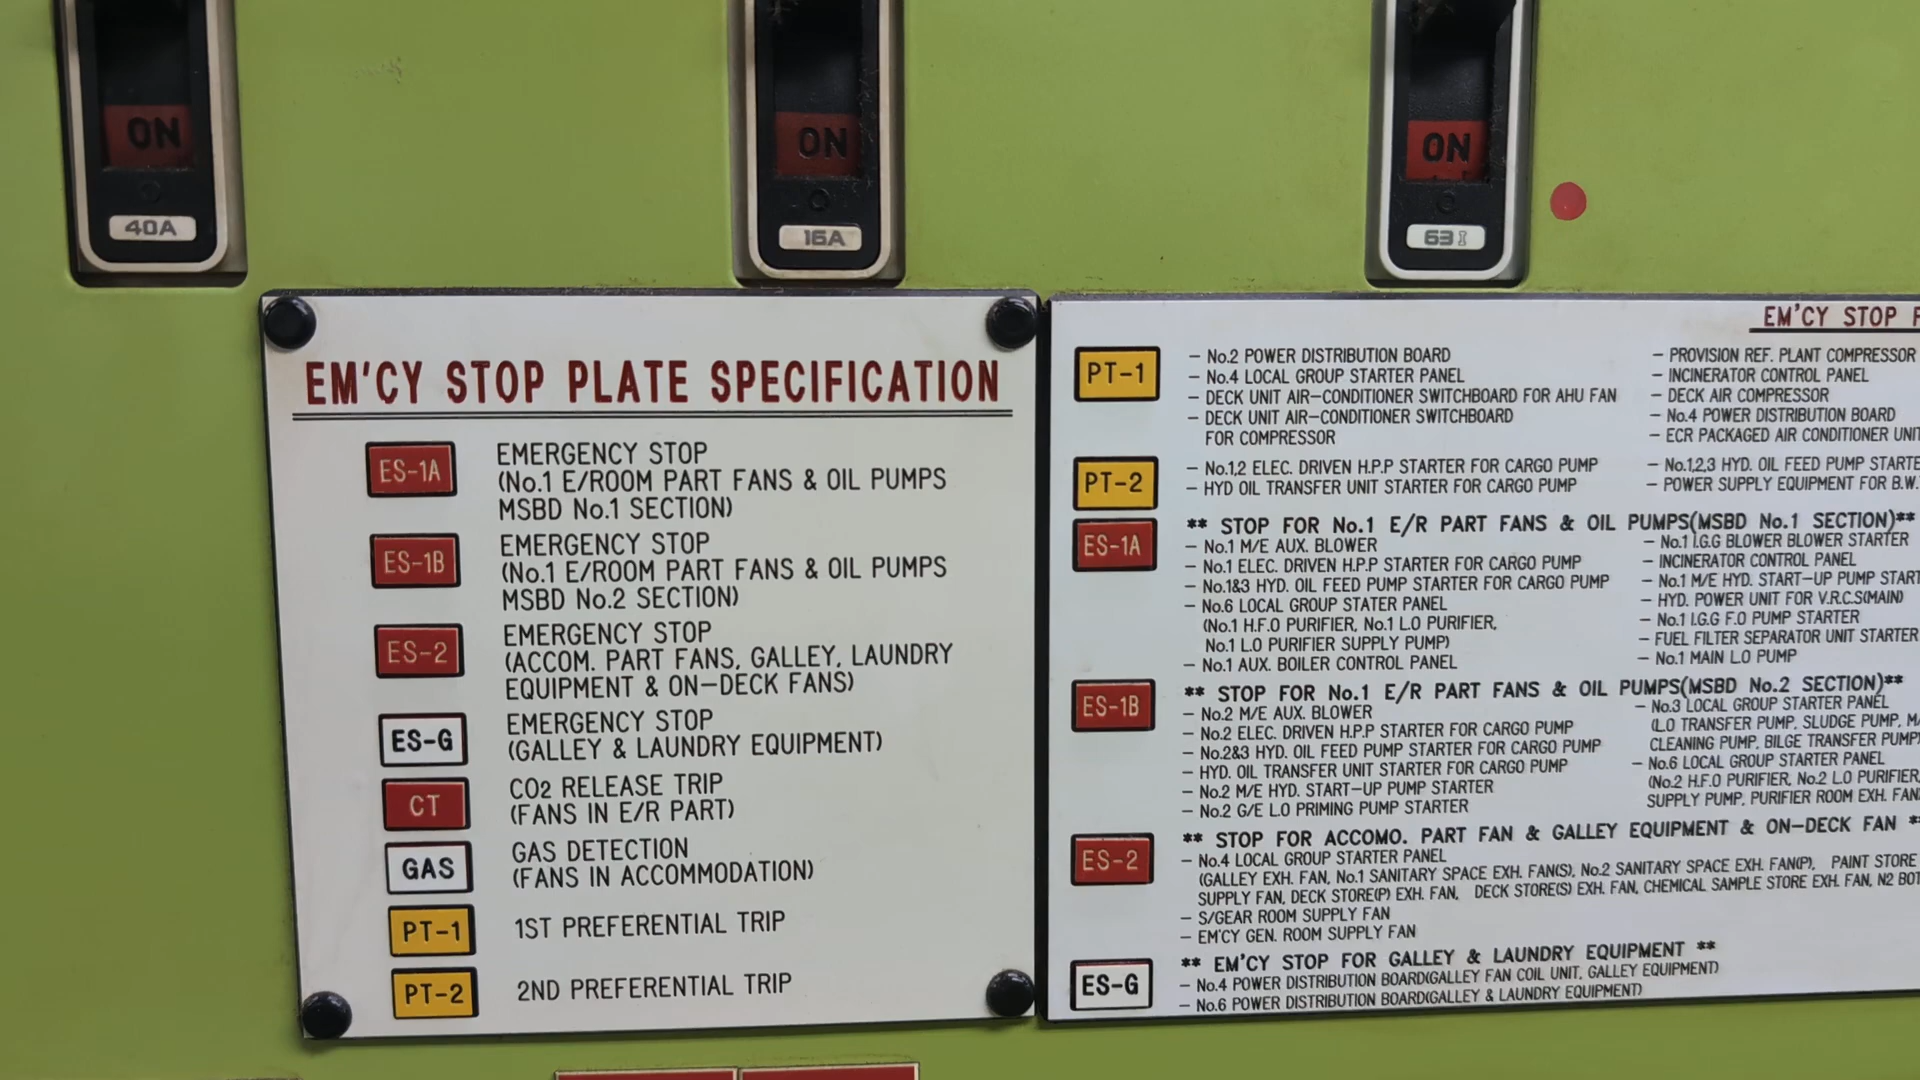 ON
40A
ON
16A
ON
63
EM'CY STOP PLATE SPECIFICATION
ES-1A
EMERGENCY STOP
(No.1 E/ROOM PART FANS & OIL PUMPS
MSBD No.1 SECTION)
ES-1B
EMERGENCY STOP
(No.1 E/ROOM PART FANS & OIL PUMPS
MSBD No.2 SECTION)
ES-2
EMERGENCY STOP
(ACCOM. PART FANS, GALLEY, LAUNDRY
EQUIPMENT & ON-DECK FANS)
ES-G
EMERGENCY STOP
(GALLEY & LAUNDRY EQUIPMENT)
CT
CO2 RELEASE TRIP
(FANS IN E/R PART)
GAS
GAS DETECTION
(FANS IN ACCOMMODATION)
PT-1
1ST PREFERENTIAL TRIP
PT-2
2ND PREFERENTIAL TRIP
EM'CY STOP
PT-1
- No.2 POWER DISTRIBUTION BOARD
- No.4 LOCAL GROUP STARTER PANEL
- DECK UNIT AIR-CONDITIONER SWITCHBOARD FOR AHU FAN
- DECK UNIT AIR-CONDITIONER SWITCHBOARD
FOR COMPRESSOR
- PROVISION REF. PLANT COMPRESSOR
- INCINERATOR CONTROL PANEL
- DECK AIR COMPRESSOR
- No.4 POWER DISTRIBUTION BOARD
- ECR PACKAGED AIR CONDITIONER UNIT
PT-2
- No.1,2 ELEC. DRIVEN H.P.P STARTER FOR CARGO PUMP
- HYD OIL TRANSFER UNIT STARTER FOR CARGO PUMP
- No.1,2,3 HYD. OIL FEED PUMP STARTE
- POWER SUPPLY EQUIPMENT FOR B.W.
ES-1A
** STOP FOR No.1 E/R PART FANS & OIL PUMPS(MSBD No.1 SECTION)**
- No.1 M/E AUX. BLOWER
- No.1 ELEC. DRIVEN H.P.P STARTER FOR CARGO PUMP
- No.1&3 HYD. OIL FEED PUMP STARTER FOR CARGO PUMP
- No.6 LOCAL GROUP STATER PANEL
(No.1 H.F.O PURIFIER, No.1 L.O PURIFIER,
No.1 L.O PURIFIER SUPPLY PUMP)
- No.1 AUX. BOILER CONTROL PANEL
- No.1 I.G.G BLOWER BLOWER STARTER
- INCINERATOR CONTROL PANEL
- No.1 M/E HYD. START-UP PUMP START
- HYD. POWER UNIT FOR V.R.C.S(MAIN)
- No.1 I.G.G F.O PUMP STARTER
- FUEL FILTER SEPARATOR UNIT STARTER
- No.1 MAIN L.O PUMP
ES-1B
** STOP FOR No.1 E/R PART FANS & OIL PUMPS(MSBD No.2 SECTION)**
- No.2 M/E AUX. BLOWER
- No.2 ELEC. DRIVEN H.P.P STARTER FOR CARGO PUMP
- No.2&3 HYD. OIL FEED PUMP STARTER FOR CARGO PUMP
- HYD. OIL TRANSFER UNIT STARTER FOR CARGO PUMP
- No.2 M/E HYD. START-UP PUMP STARTER
- No.2 G/E L.O PRIMING PUMP STARTER
- No.3 LOCAL GROUP STARTER PANEL
(L.O TRANSFER PUMP, SLUDGE PUMP,
CLEANING PUMP, BILGE TRANSFER PUMP)
- No.6 LOCAL GROUP STARTER PANEL
(No.2 H.F.O PURIFIER, No.2 L.O PURIFIER,
SUPPLY PUMP, PURIFIER ROOM EXH. FAN
ES-2
** STOP FOR ACCOMO. PART FAN & GALLEY EQUIPMENT & ON-DECK FAN **
- No.4 LOCAL GROUP STARTER PANEL
(GALLEY EXH. FAN, No.1 SANITARY SPACE EXH. FAN(S), No.2 SANITARY SPACE EXH. FAN(P), PAINT STORE
SUPPLY FAN, DECK STORE(P) EXH. FAN, DECK STORE(S) EXH. FAN, CHEMICAL SAMPLE STORE EXH. FAN, N2 BOT
- S/GEAR ROOM SUPPLY FAN
- EM'CY GEN. ROOM SUPPLY FAN
ES-G
** EM'CY STOP FOR GALLEY & LAUNDRY EQUIPMENT **
- No.4 POWER DISTRIBUTION BOARD(GALLEY FAN COIL UNIT, GALLEY EQUIPMENT)
- No.6 POWER DISTRIBUTION BOARD(GALLEY & LAUNDRY EQUIPMENT)